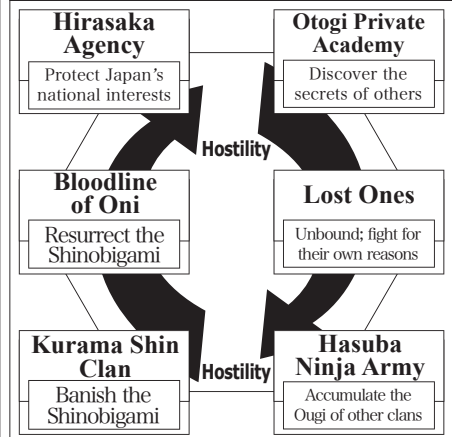 Hirasaka
Agency
Protect Japan's
national interests
Otogi Private
Academy
Discover the
secrets of others
Hostility
Bloodline
of Oni
Resurrect the
Shinobigami
Lost Ones
Unbound; fight for
their own reasons
Kurama Shin
Clan
Banish the
Shinobigami
Hostility
Hasuba
Ninja Army
Accumulate the
Ougi of other clans